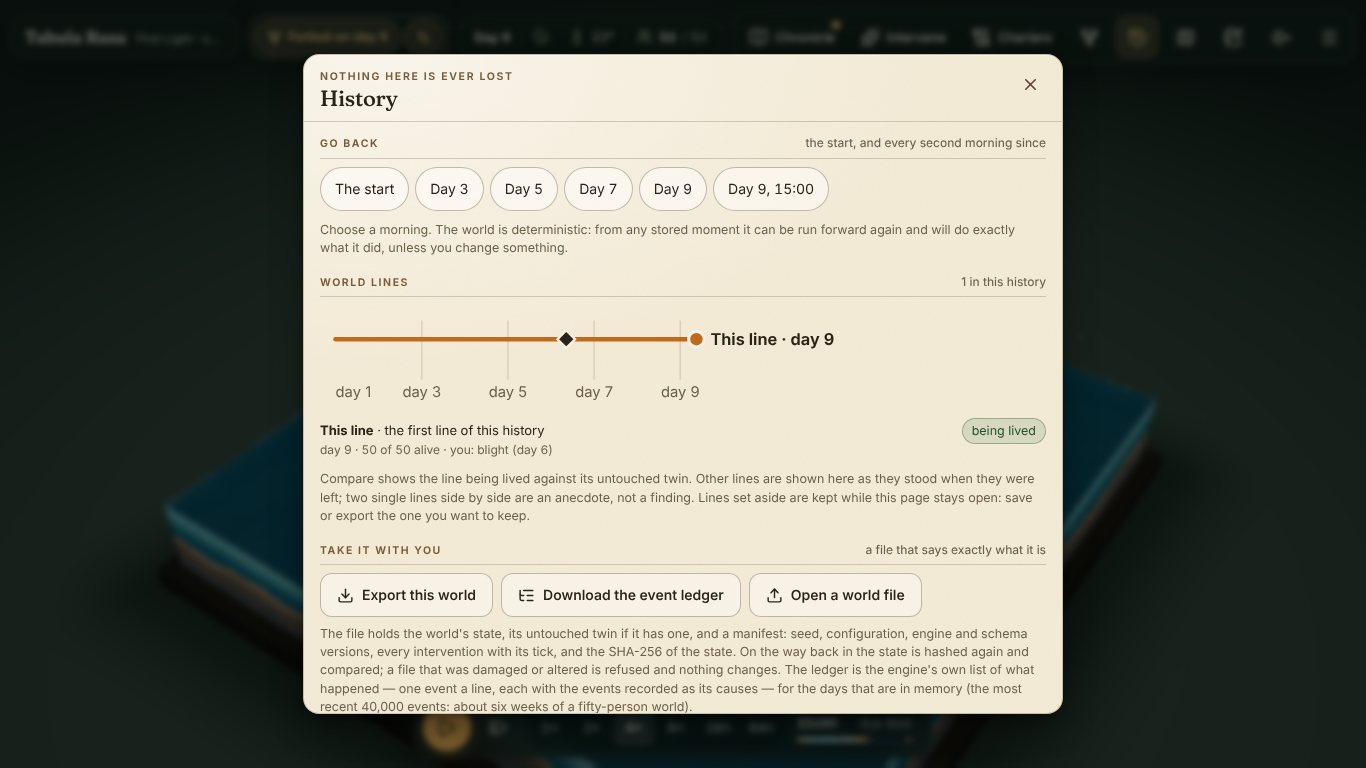 Tabula Rasa
Day 9
Chronicle
Intervene
Charters
NOTHING HERE IS EVER LOST
History
GO BACK
the start, and every second morning since
The start
Day 3
Day 5
Day 7
Day 9
Day 9, 15:00
Choose a morning. The world is deterministic: from any stored moment it can be run forward again and will do exactly
what it did, unless you change something.
WORLD LINES
1 in this history
This line · day 9
day 1
day 3
day 5
day 7
day 9
This line · the first line of this history
being lived
day 9 · 50 of 50 alive · you: blight (day 6)
Compare shows the line being lived against its untouched twin. Other lines are shown here as they stood when they were
left; two single lines side by side are an anecdote, not a finding. Lines set aside are kept while this page stays open: save
or export the one you want to keep.
TAKE IT WITH YOU
a file that says exactly what it is
Export this world
Download the event ledger
Open a world file
The file holds the world's state, its untouched twin if it has one, and a manifest: seed, configuration, engine and schema
versions, every intervention with its tick, and the SHA-256 of the state. On the way back in the state is hashed again and
compared; a file that was damaged or altered is refused and nothing changes. The ledger is the engine's own list of what
happened — one event a line, each with the events recorded as its causes — for the days that are in memory (the most
recent 40,000 events: about six weeks of a fifty-person world).